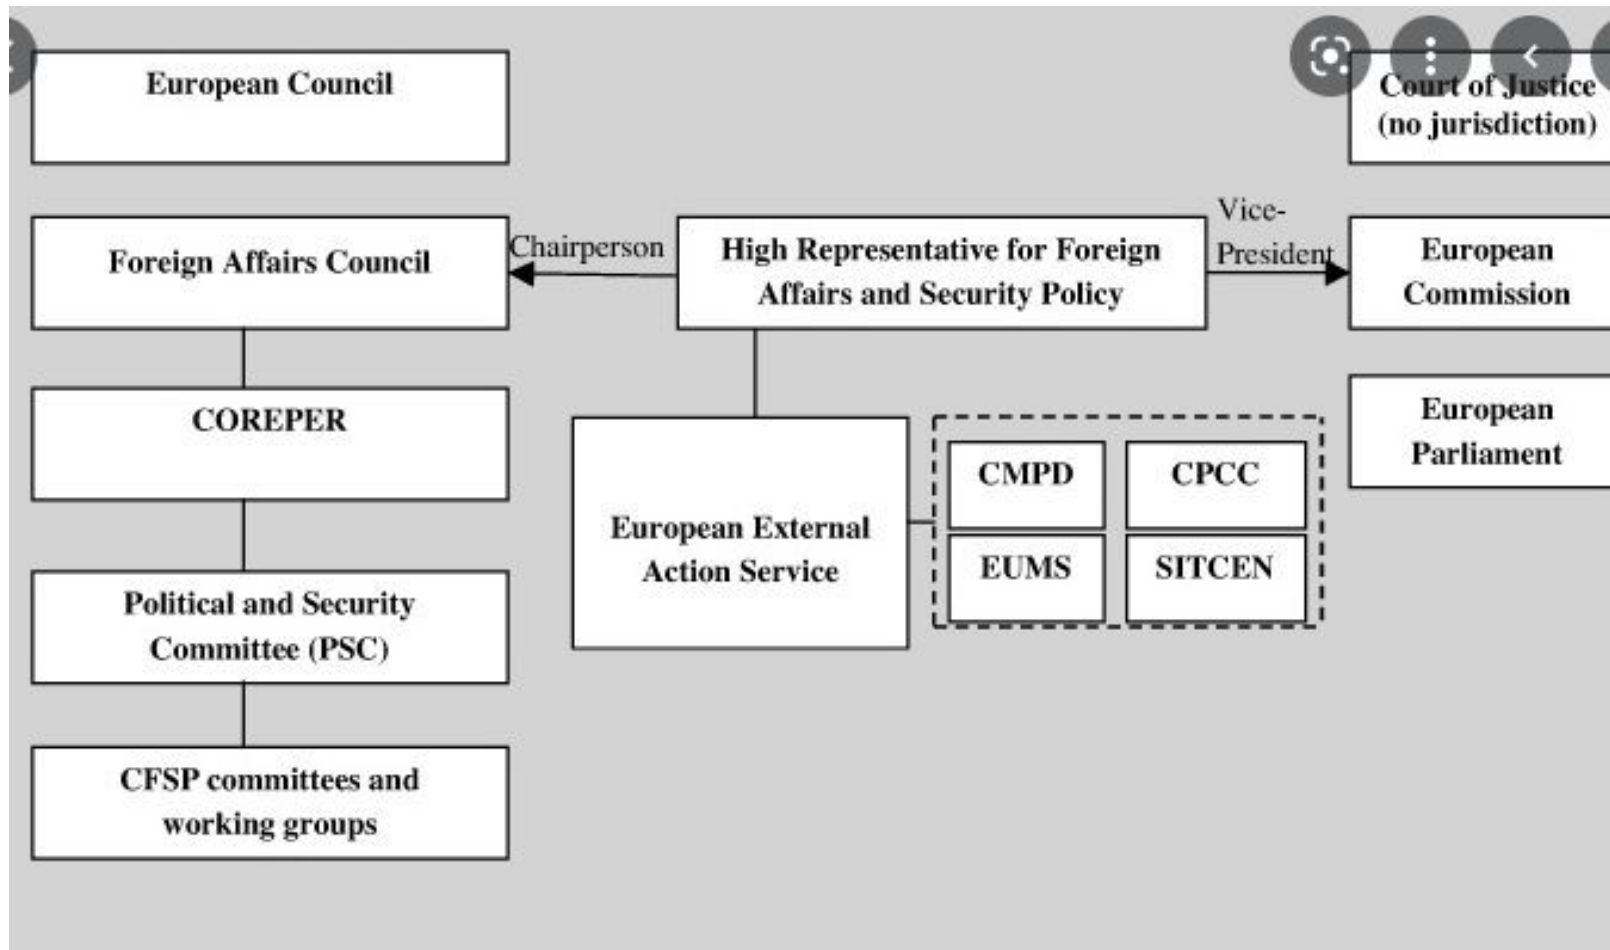 European Council
Court of Justice
(no jurisdiction)
Foreign Affairs Council
Chairperson
High Representative for Foreign
Affairs and Security Policy
Vice-
President
European
Commission
COREPER
European
Parliament
European External
Action Service
CMPD
CPCC
EUMS
SITCEN
Political and Security
Committee (PSC)
CFSP committees and
working groups